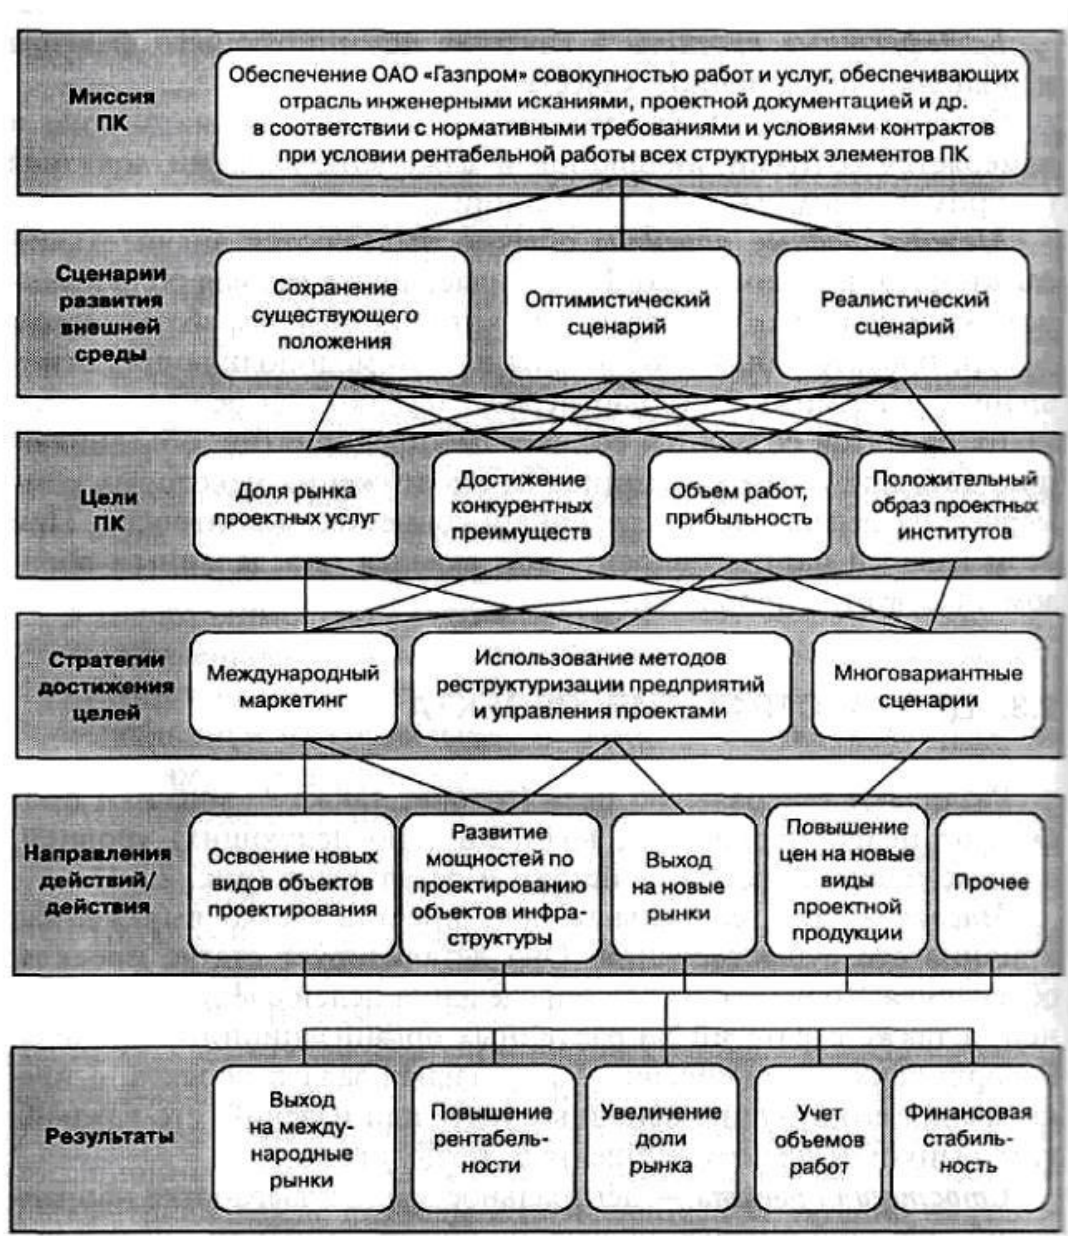 Миссия
ПК
Обеспечение ОАО «Газпром» совокупностью работ и услуг, обеспечивающих
отрасль инженерными исканиями, проектной документацией и др.
в соответствии с нормативными требованиями и условиями контрактов
при условии рентабельной работы всех структурных элементов ПК
Сценарии
развития
внешней
среды
Сохранение
существующего
положения
Оптимистический
сценарий
Реалистический
сценарий
Цели
ПК
Доля рынка
проектных услуг
Достижение
конкурентных
преимуществ
Объем работ,
прибыльность
Положительный
образ проектных
институтов
Стратегии
достижения
целей
Международный
маркетинг
Использование методов
реструктуризации предприятий
и управления проектами
Многовариантные
сценарии
Направления
действий/
действия
Освоение новых
видов объектов
проектирования
Развитие
мощностей по
проектированию
объектов инфра-
структуры
Выход
на новые
рынки
Повышение
цен на новые
виды
проектной
продукции
Прочее
Результаты
Выход
на между-
народные
рынки
Повышение
рентабель-
ности
Увеличение
доли
рынка
Учет
объемов
работ
Финансовая
стабиль-
ность